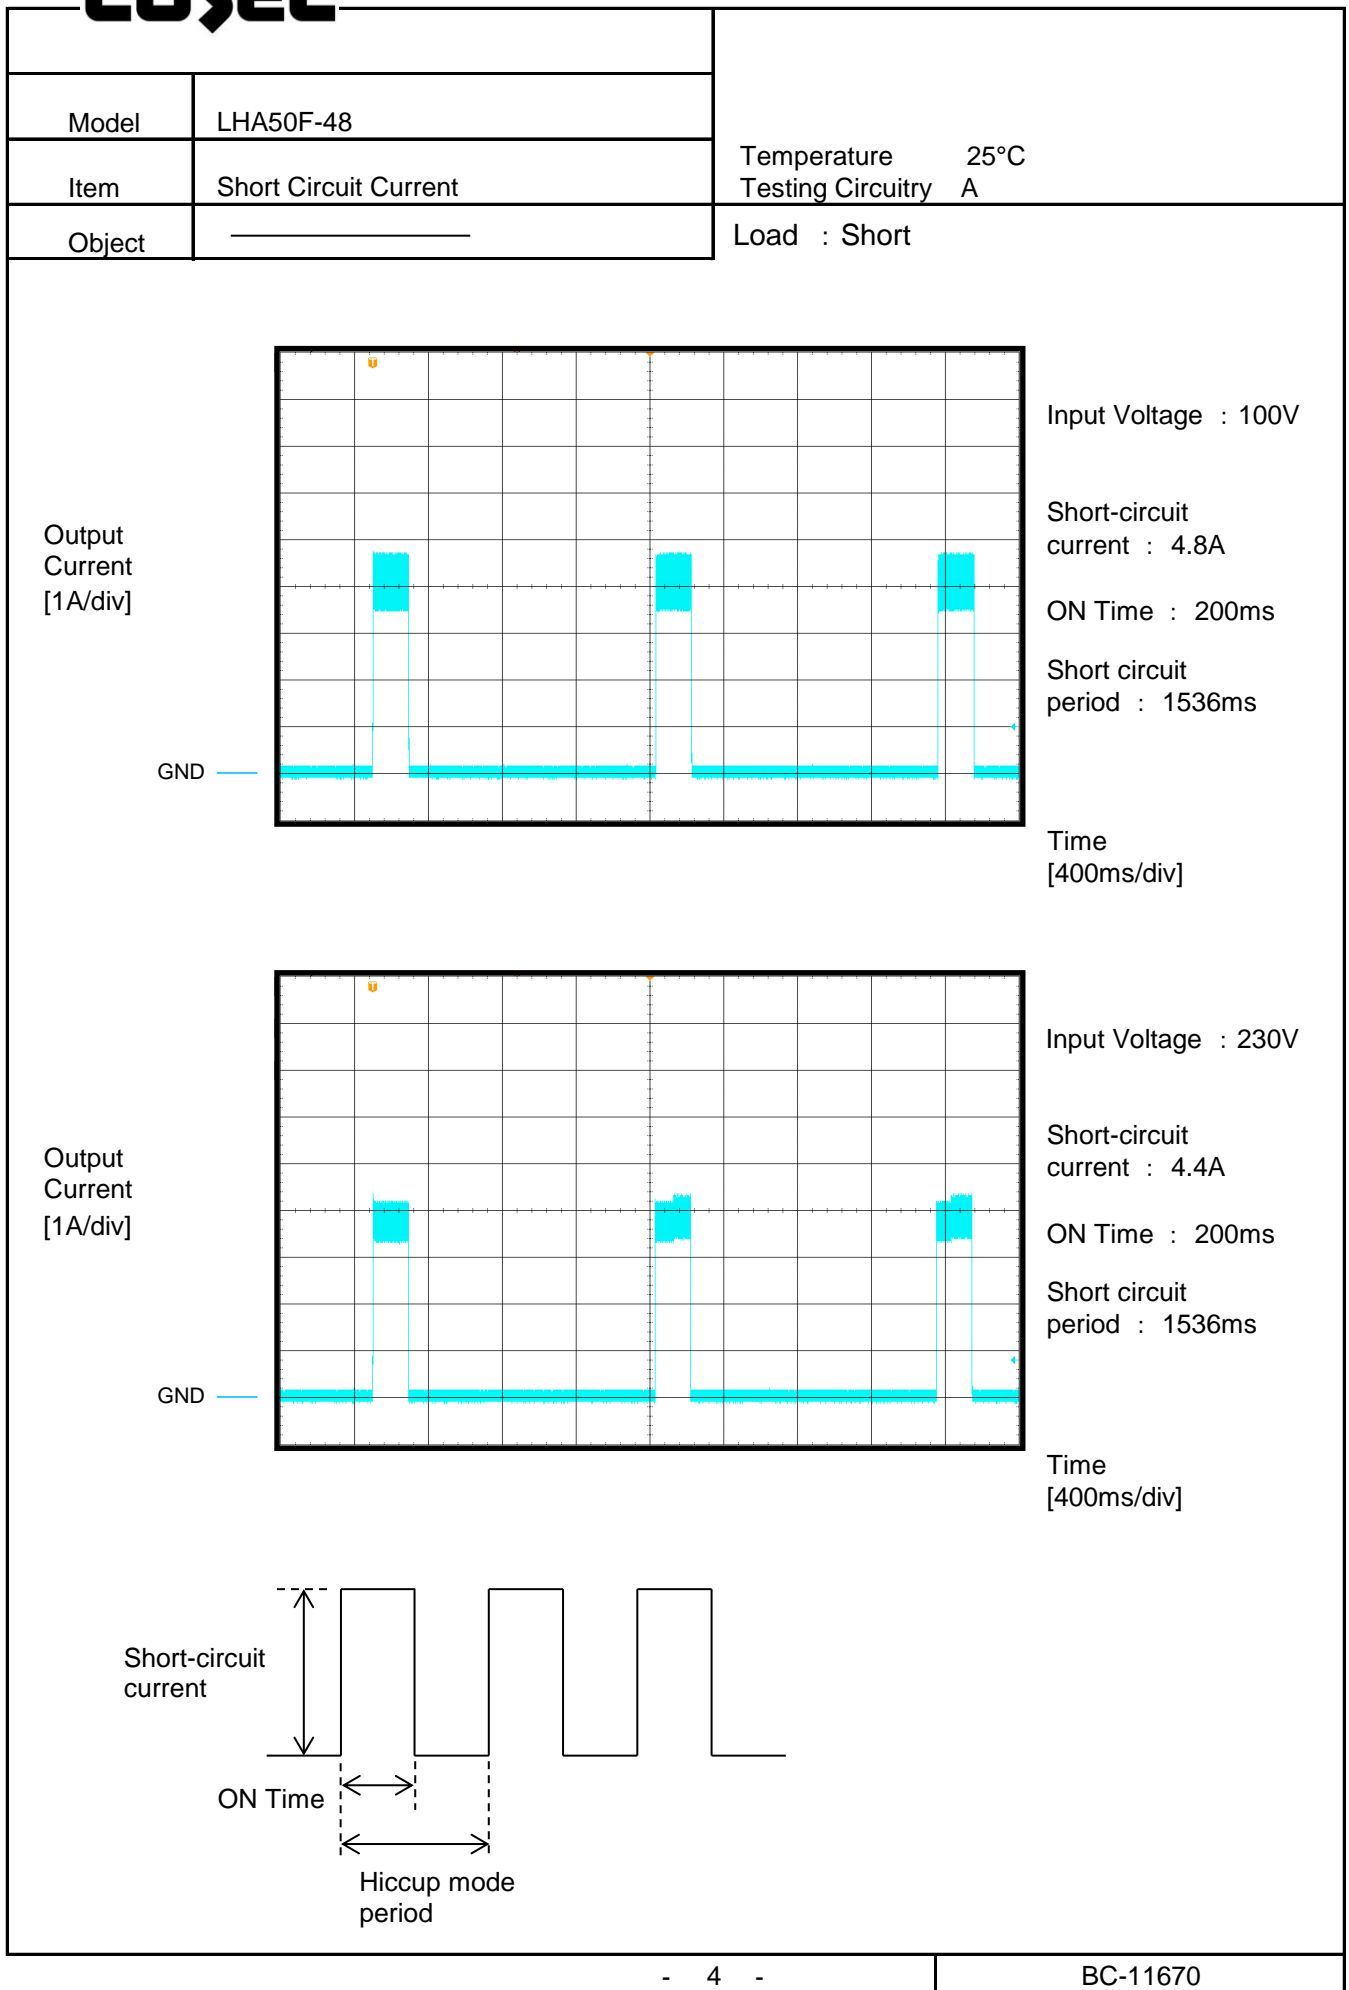 COSEL
Model
LHA50F-48
Item
Short Circuit Current
Temperature 25°C
Testing Circuitry A
Object
Load : Short
Output
Current
[1A/div]
GND
Input Voltage : 100V
Short-circuit
current : 4.8A
ON Time : 200ms
Short circuit
period : 1536ms
Time
[400ms/div]
Output
Current
[1A/div]
GND
Input Voltage : 230V
Short-circuit
current : 4.4A
ON Time : 200ms
Short circuit
period : 1536ms
Time
[400ms/div]
Short-circuit
current
ON Time
Hiccup mode
period
- 4 -
BC-11670